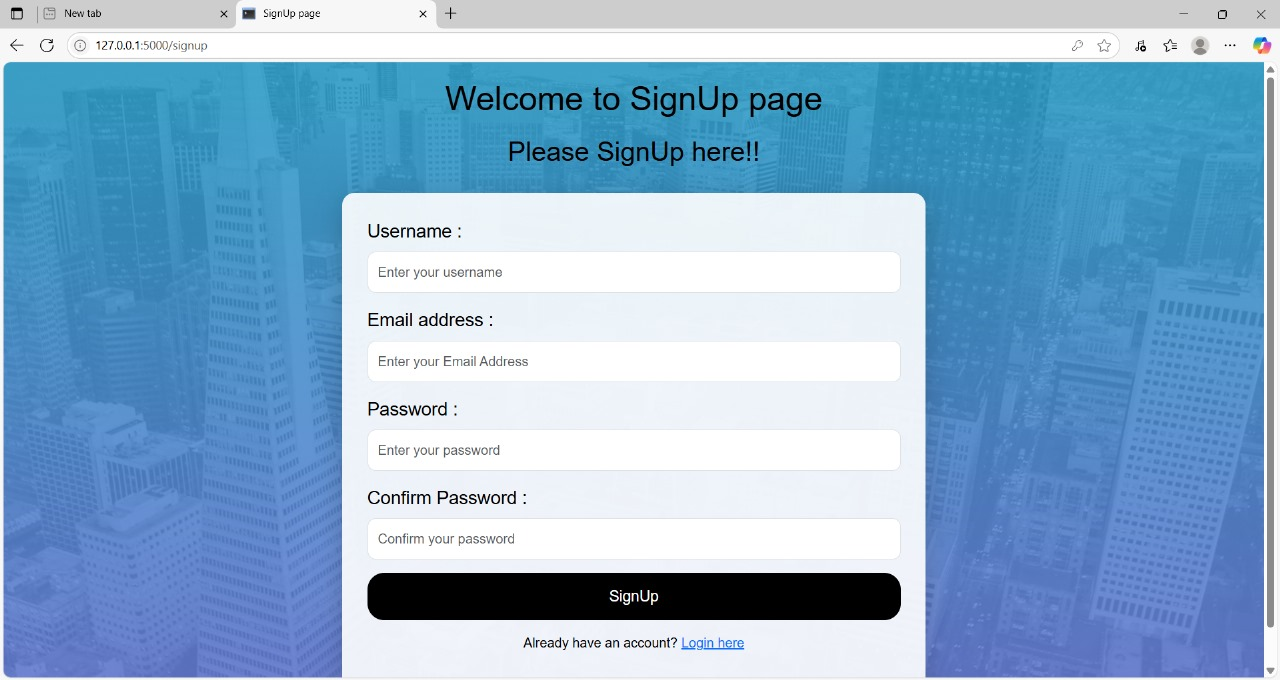 New tab
SignUp page
127.0.0.1:5000/signup
Welcome to SignUp page
Please SignUp here!!
Username :
Enter your username
Email address :
Enter your Email Address
Password :
Enter your password
Confirm Password :
Confirm your password
SignUp
Already have an account? Login here